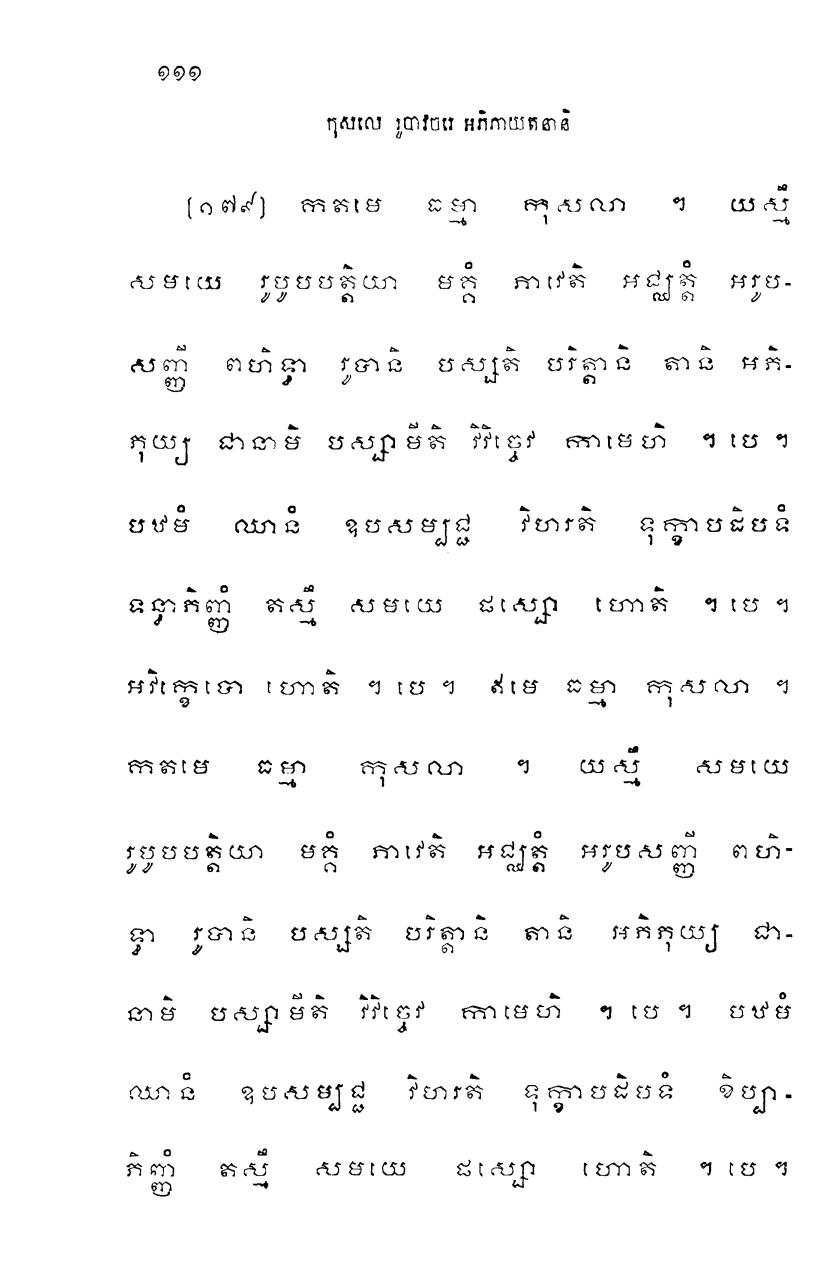 ១១១
កុសលេ រូបាវចរេ អភិភាយតនានិ
[១៧៩] កតមេ ធម្មា កុសលា ។ យស្មឹ
សមយេ រូបូបបត្តិយា មគ្គំ ភាវេតិ អជ្ឈត្តំ អរូប-
សញ្ញី ពហិទ្ធា រូបានិ បស្សតិ បរិត្តានិ តានិ អភិ-
ភុយ្យ ជានាមិ បស្សាមីតិ វិវិច្ចេវ កាមេហិ ។ បេ ។
បឋមំ ឈានំ ឧបសម្បជ្ជ វិហរតិ ទុក្ខាបដិបទំ
ទន្ធាភិញ្ញំ តស្មឹ សមយេ ផស្សោ ហោតិ ។ បេ ។
អវិក្ខេបោ ហោតិ ។ បេ ។ ឥមេ ធម្មា កុសលា ។
កតមេ ធម្មា កុសលា ។ យស្មឹ សមយេ
រូបូបបត្តិយា មគ្គំ ភាវេតិ អជ្ឈត្តំ អរូបសញ្ញី ពហិ-
ទ្ធា រូបានិ បស្សតិ បរិត្តានិ តានិ អភិភុយ្យ ជា-
នាមិ បស្សាមីតិ វិវិច្ចេវ កាមេហិ ។ បេ ។ បឋមំ
ឈានំ ឧបសម្បជ្ជ វិហរតិ ទុក្ខាបដិបទំ ខិប្បា-
ភិញ្ញំ តស្មឹ សមយេ ផស្សោ ហោតិ ។ បេ ។